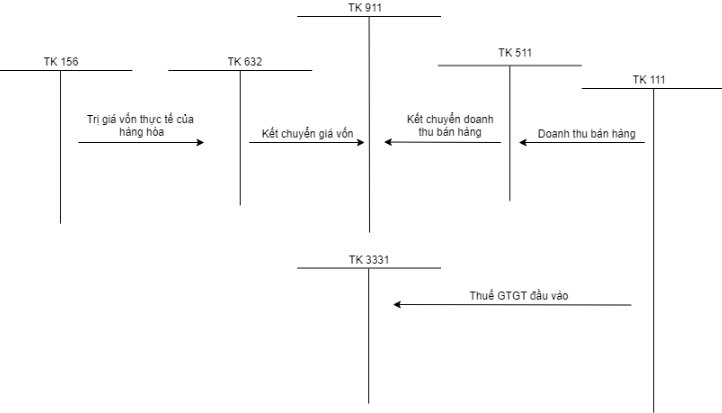 TK 911
TK 156
TK 632
TK 511
TK 111
Trị giá vốn thực tế của
hàng hóa
Kết chuyển giá vốn
Kết chuyển doanh
thu bán hàng
Doanh thu bán hàng
TK 3331
Thuế GTGT đầu vào